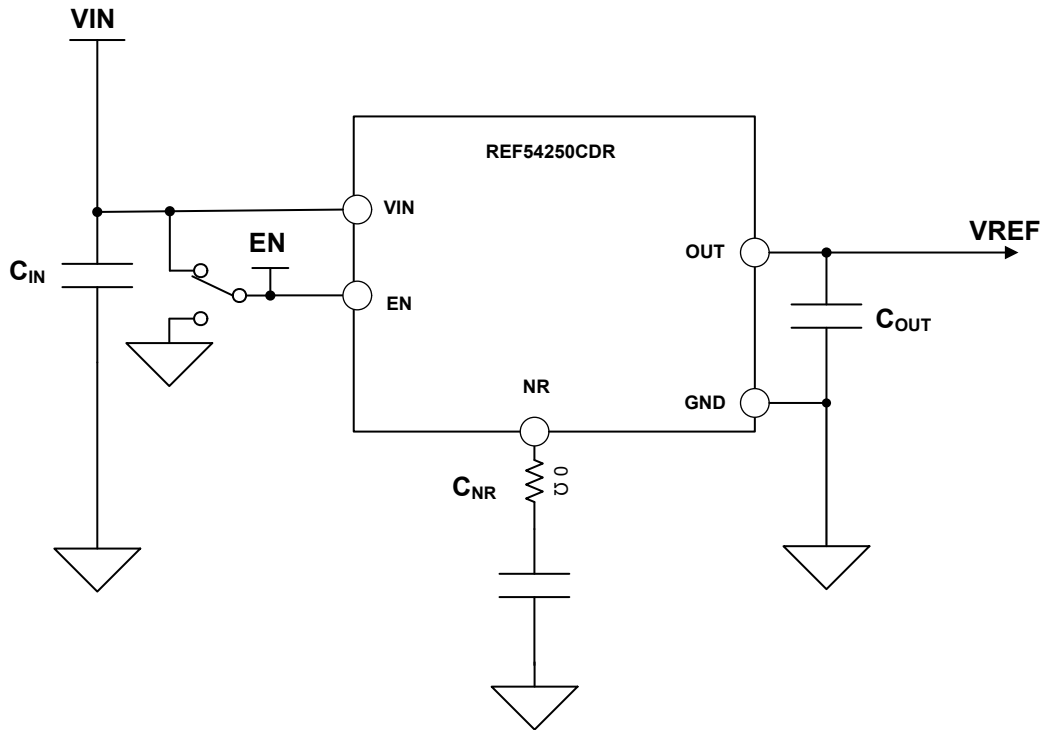 VIN
REF54250CDR
VIN
EN
OUT
VREF
C_IN
EN
C_OUT
NR
GND
C_NR
0 Ω